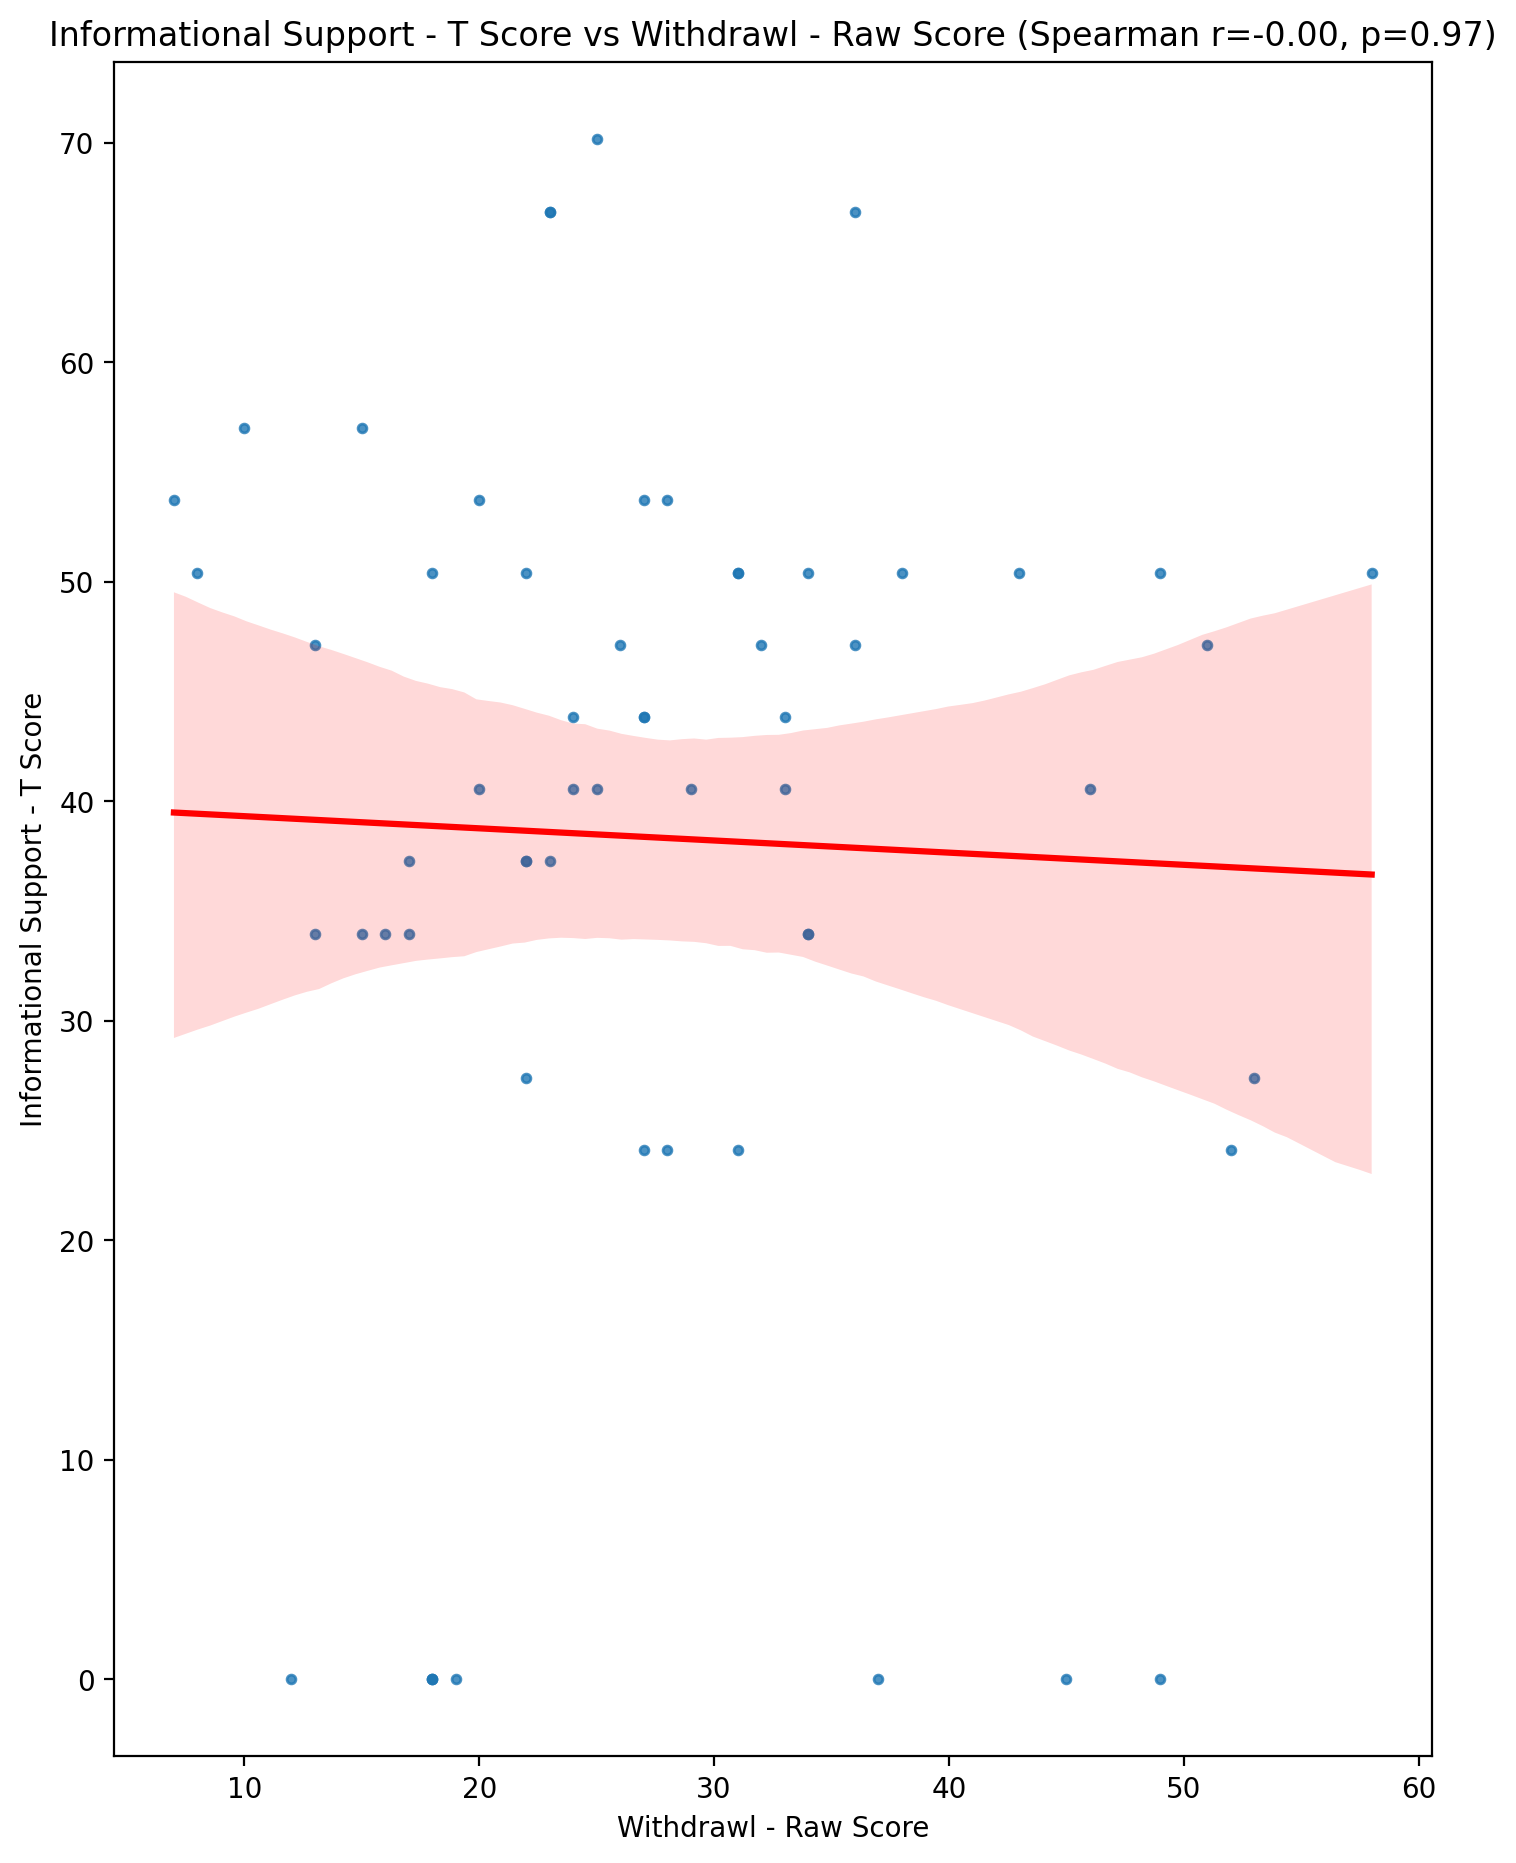 Informational Support - T Score vs Withdrawl - Raw Score (Spearman r=-0.00, p=0.97)
70
60
50
40
30
20
10
0
Informational Support - T Score
10 20 30 40 50 60
Withdrawl - Raw Score